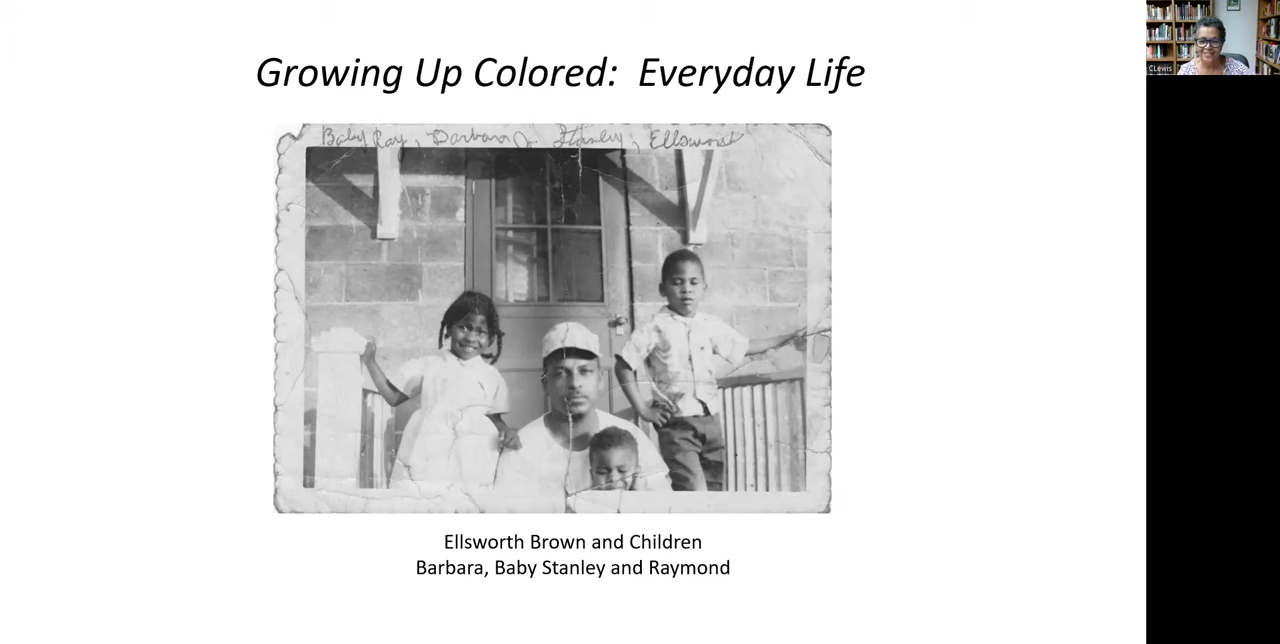 Growing Up Colored:  Everyday Life
Baby Ray, Barbara J Stanley, Ellsworth
Ellsworth Brown and Children
Barbara, Baby Stanley and Raymond
CLewis